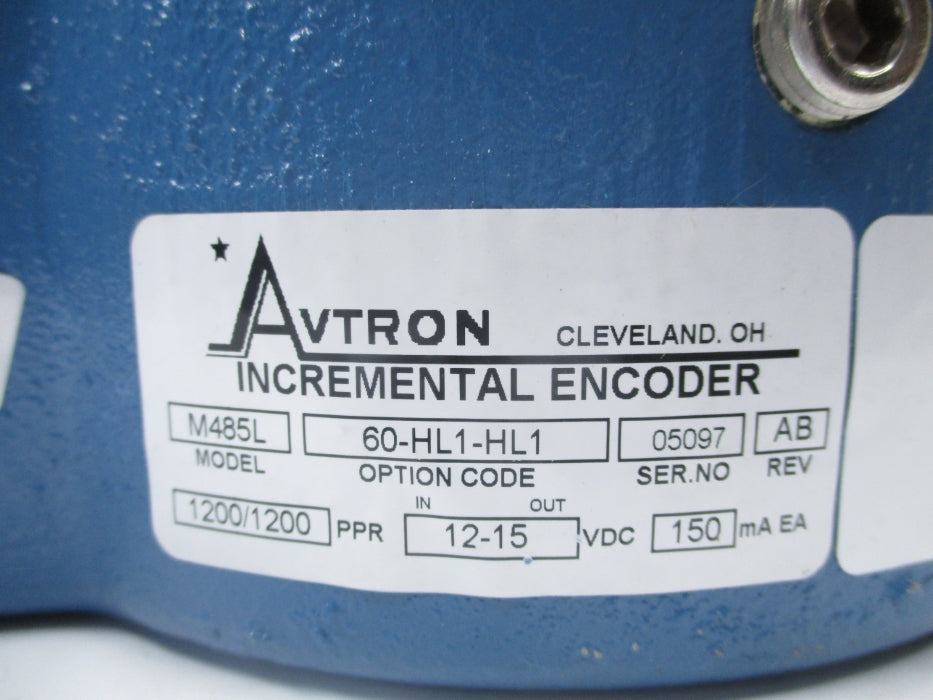 AVTRON CLEVELAND. OH
INCREMENTAL ENCODER
M485L 60-HL1-HL1 05097 AB
MODEL OPTION CODE SER.NO REV
IN OUT
1200/1200 PPR 12-15 VDC 150 mA EA